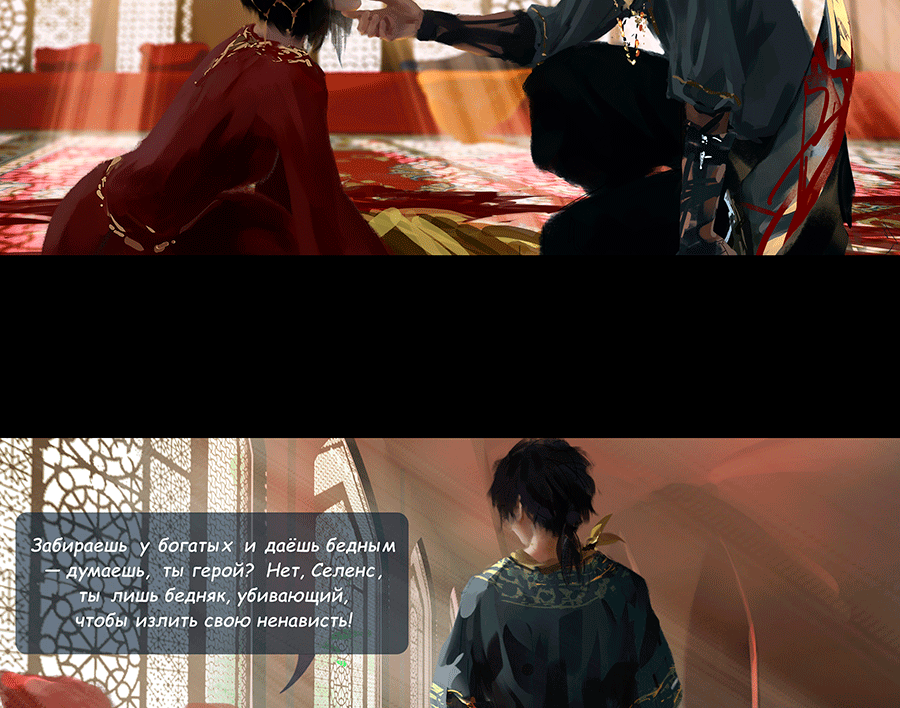 Забираешь у богатых и даёшь бедным
— думаешь, ты герой? Нет, Селенс,
ты лишь бедняк, убивающий,
чтобы излить свою ненависть!